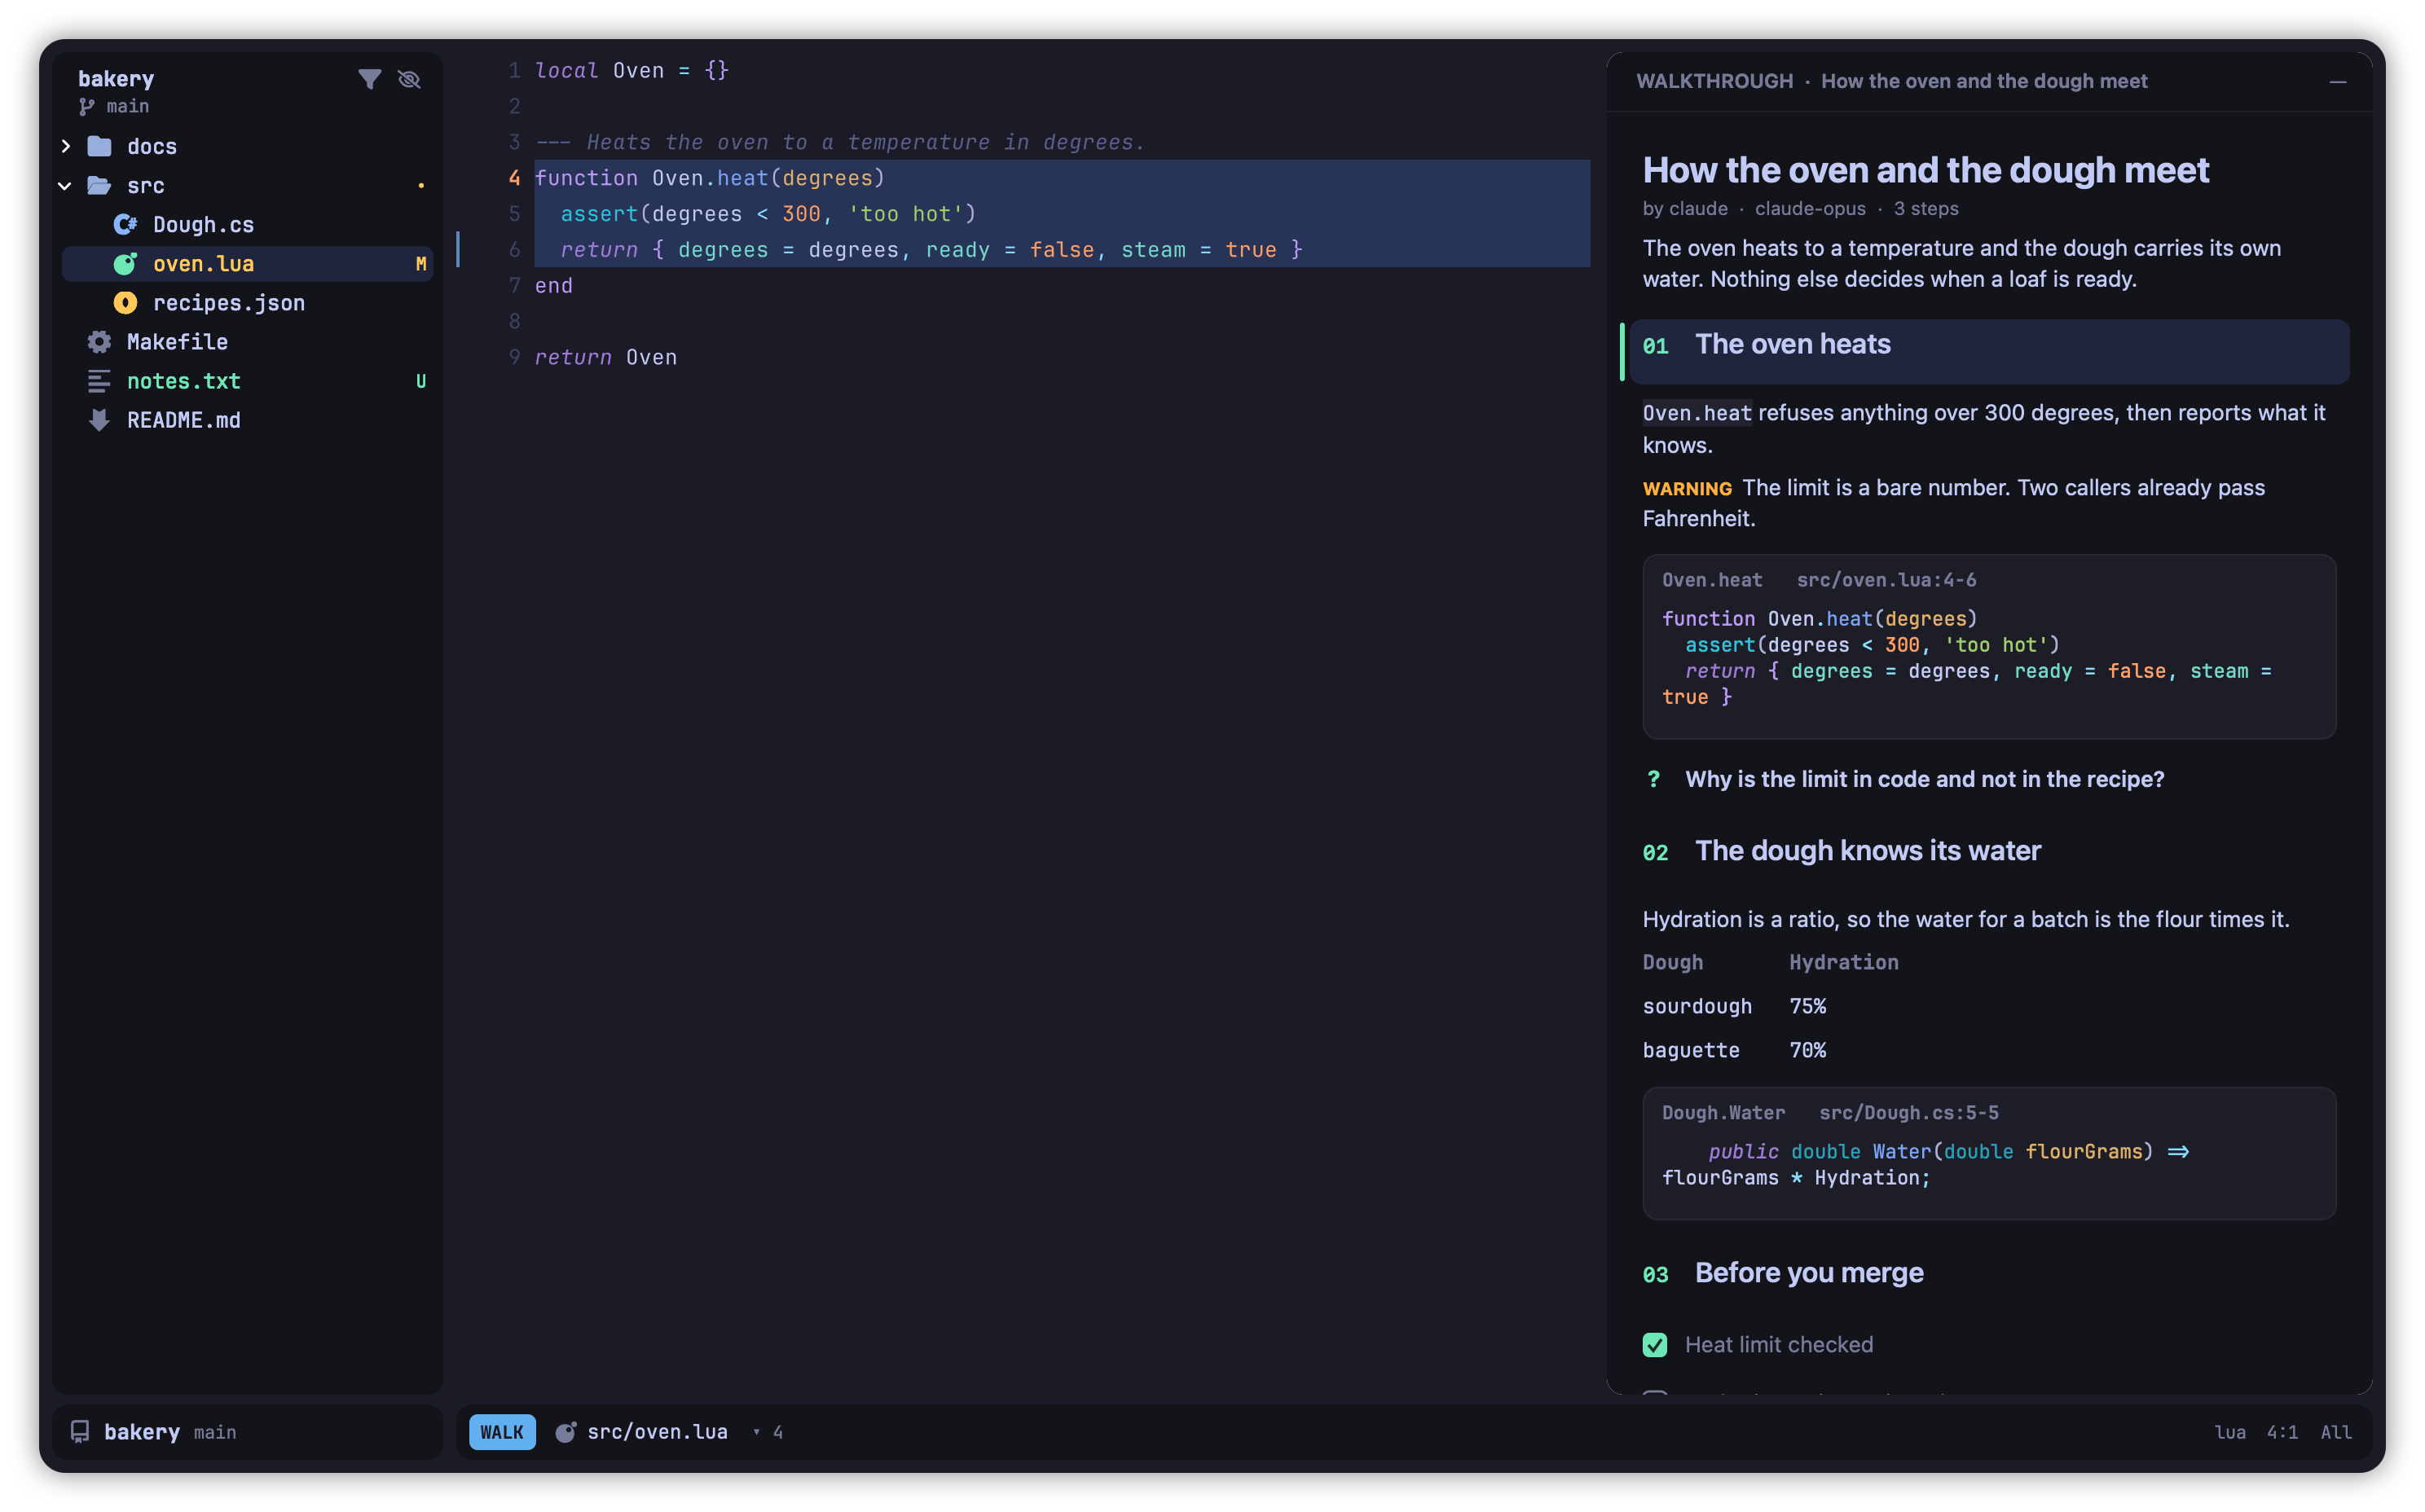 bakery
main
docs
src
Dough.cs
oven.lua M
recipes.json
Makefile
notes.txt U
README.md
1 local Oven = {}
2
3 --- Heats the oven to a temperature in degrees.
4 function Oven.heat(degrees)
5 assert(degrees < 300, 'too hot')
6 return { degrees = degrees, ready = false, steam = true }
7 end
8
9 return Oven
WALKTHROUGH · How the oven and the dough meet
How the oven and the dough meet
by claude · claude-opus · 3 steps
The oven heats to a temperature and the dough carries its own
water. Nothing else decides when a loaf is ready.
01 The oven heats
Oven.heat refuses anything over 300 degrees, then reports what it
knows.
WARNING The limit is a bare number. Two callers already pass
Fahrenheit.
Oven.heat src/oven.lua:4-6
function Oven.heat(degrees)
assert(degrees < 300, 'too hot')
return { degrees = degrees, ready = false, steam =
true }
? Why is the limit in code and not in the recipe?
02 The dough knows its water
Hydration is a ratio, so the water for a batch is the flour times it.
Dough Hydration
sourdough 75%
baguette 70%
Dough.Water src/Dough.cs:5-5
public double Water(double flourGrams) =>
flourGrams * Hydration;
03 Before you merge
Heat limit checked
bakery main
WALK src/oven.lua ▾ 4
lua 4:1 All